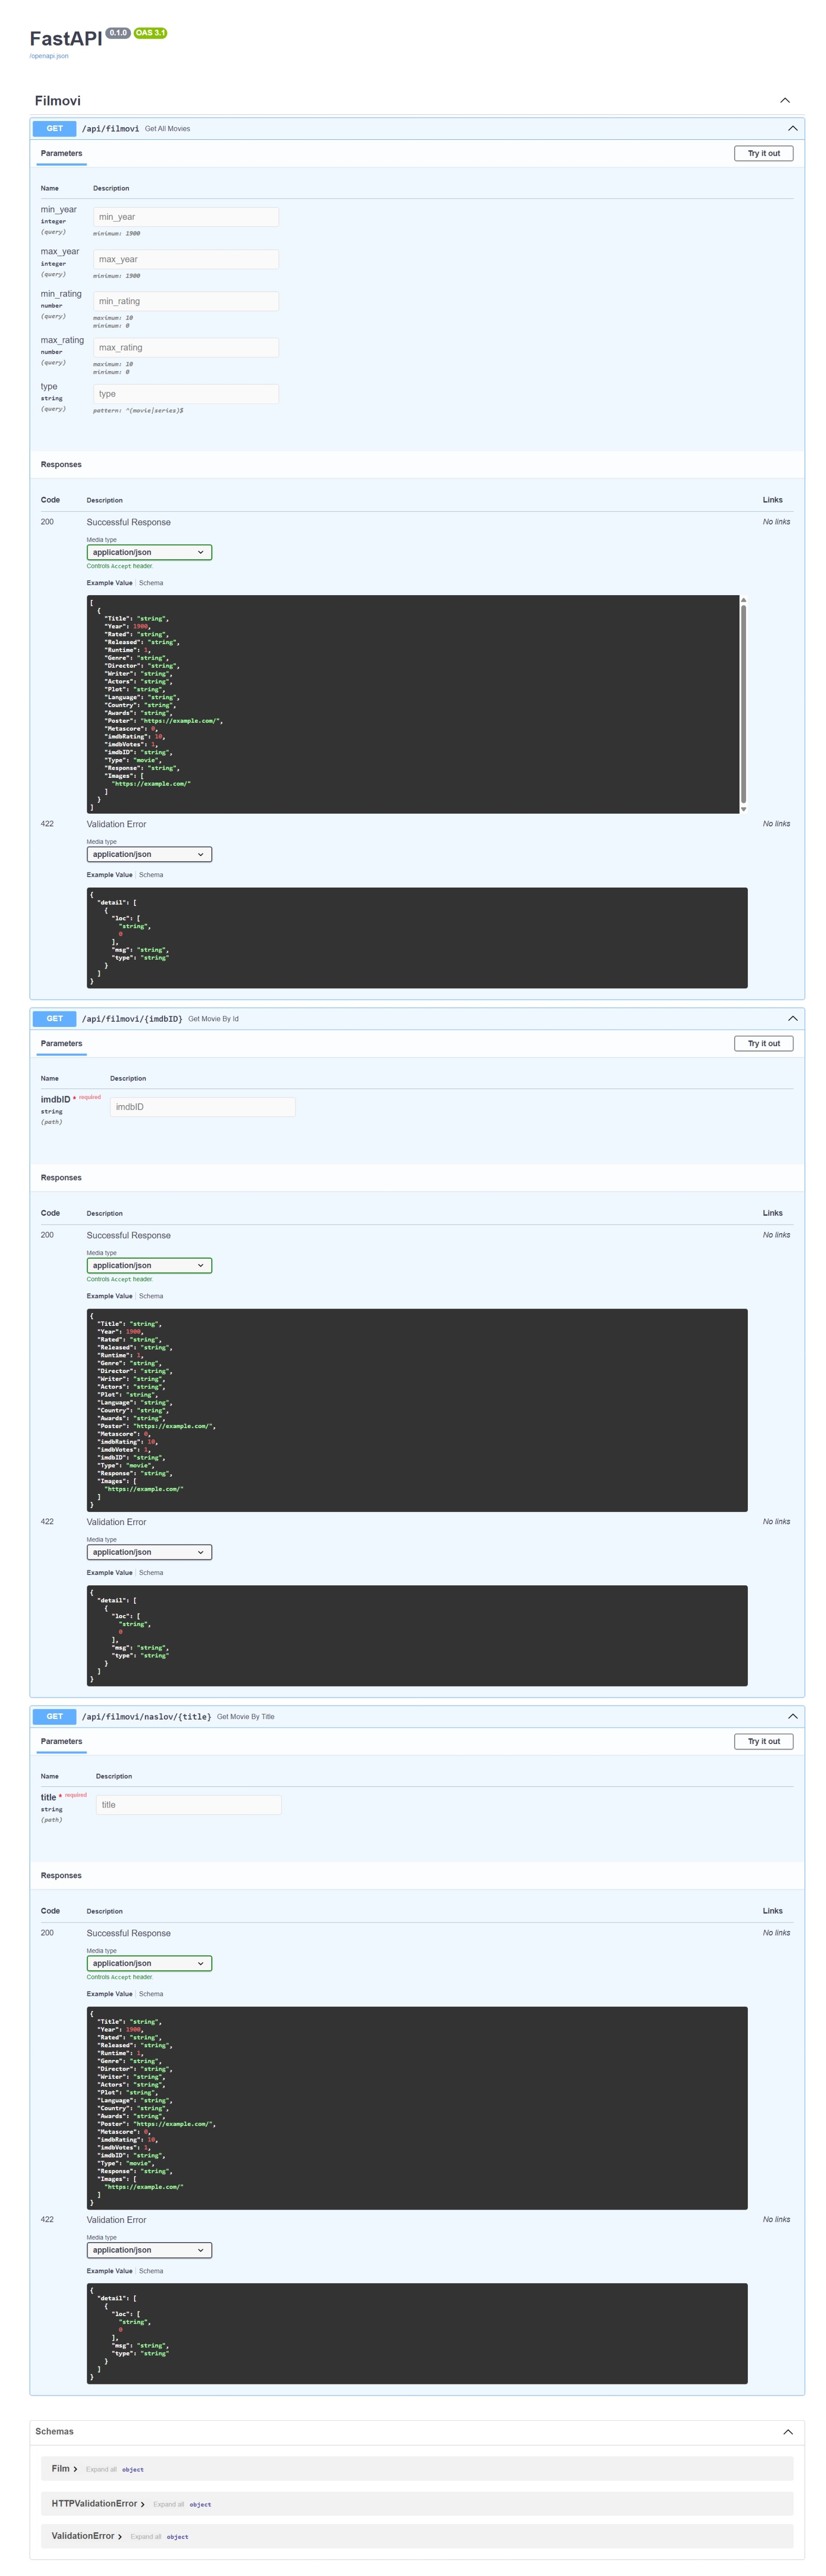 FastAPI 0.1.0 OAS 3.1
/openapi.json
Filmovi
GET /api/filmovi Get All Movies
Parameters Try it out
Name Description
min_year min_year
integer
(query) minimum: 1900
max_year max_year
integer
(query) minimum: 1900
min_rating min_rating
number
(query) maximum: 10
minimum: 0
max_rating max_rating
number
(query) maximum: 10
minimum: 0
type type
string
(query) pattern: ^(movie|series)$
Responses
Code Description Links
200 Successful Response No links
Media type
application/json
Controls Accept header.
Example Value Schema
[
{
"Title": "string",
"Year": 1900,
"Rated": "string",
"Released": "string",
"Runtime": 1,
"Genre": "string",
"Director": "string",
"Writer": "string",
"Actors": "string",
"Plot": "string",
"Language": "string",
"Country": "string",
"Awards": "string",
"Poster": "https://example.com/",
"Metascore": 0,
"imdbRating": 10,
"imdbVotes": 1,
"imdbID": "string",
"Type": "movie",
"Response": "string",
"Images": [
"https://example.com/"
]
}
]
422 Validation Error No links
Media type
application/json
Example Value Schema
{
"detail": [
{
"loc": [
"string",
0
],
"msg": "string",
"type": "string"
}
]
}
GET /api/filmovi/{imdbID} Get Movie By Id
Parameters Try it out
Name Description
imdbID * required imdbID
string
(path)
Responses
Code Description Links
200 Successful Response No links
Media type
application/json
Controls Accept header.
Example Value Schema
{
"Title": "string",
"Year": 1900,
"Rated": "string",
"Released": "string",
"Runtime": 1,
"Genre": "string",
"Director": "string",
"Writer": "string",
"Actors": "string",
"Plot": "string",
"Language": "string",
"Country": "string",
"Awards": "string",
"Poster": "https://example.com/",
"Metascore": 0,
"imdbRating": 10,
"imdbVotes": 1,
"imdbID": "string",
"Type": "movie",
"Response": "string",
"Images": [
"https://example.com/"
]
}
422 Validation Error No links
Media type
application/json
Example Value Schema
{
"detail": [
{
"loc": [
"string",
0
],
"msg": "string",
"type": "string"
}
]
}
GET /api/filmovi/naslov/{title} Get Movie By Title
Parameters Try it out
Name Description
title * required title
string
(path)
Responses
Code Description Links
200 Successful Response No links
Media type
application/json
Controls Accept header.
Example Value Schema
{
"Title": "string",
"Year": 1900,
"Rated": "string",
"Released": "string",
"Runtime": 1,
"Genre": "string",
"Director": "string",
"Writer": "string",
"Actors": "string",
"Plot": "string",
"Language": "string",
"Country": "string",
"Awards": "string",
"Poster": "https://example.com/",
"Metascore": 0,
"imdbRating": 10,
"imdbVotes": 1,
"imdbID": "string",
"Type": "movie",
"Response": "string",
"Images": [
"https://example.com/"
]
}
422 Validation Error No links
Media type
application/json
Example Value Schema
{
"detail": [
{
"loc": [
"string",
0
],
"msg": "string",
"type": "string"
}
]
}
Schemas
Film Expand all object
HTTPValidationError Expand all object
ValidationError Expand all object